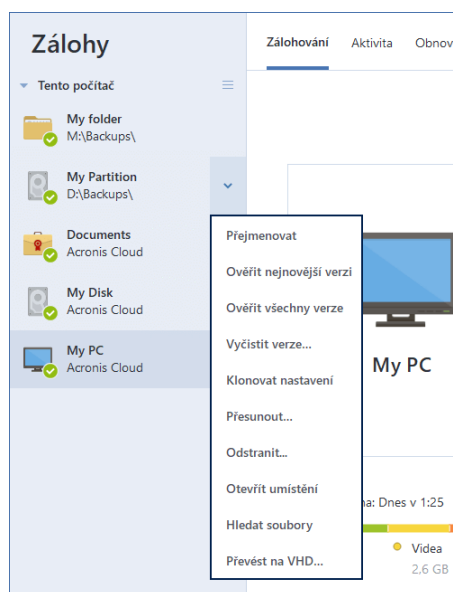 Zálohy
Zálohování Aktivita Obnov
Tento počítač
My folder
M:\Backups\
My Partition
D:\Backups\
Documents
Acronis Cloud
My Disk
Acronis Cloud
My PC
Acronis Cloud
Přejmenovat
Ověřit nejnovější verzi
Ověřit všechny verze
Vyčistit verze...
Klonovat nastavení
Přesunout...
Odstranit...
Otevřít umístění
Hledat soubory
Převést na VHD...
My PC
na: Dnes v 1:25
Videa
2,6 GB